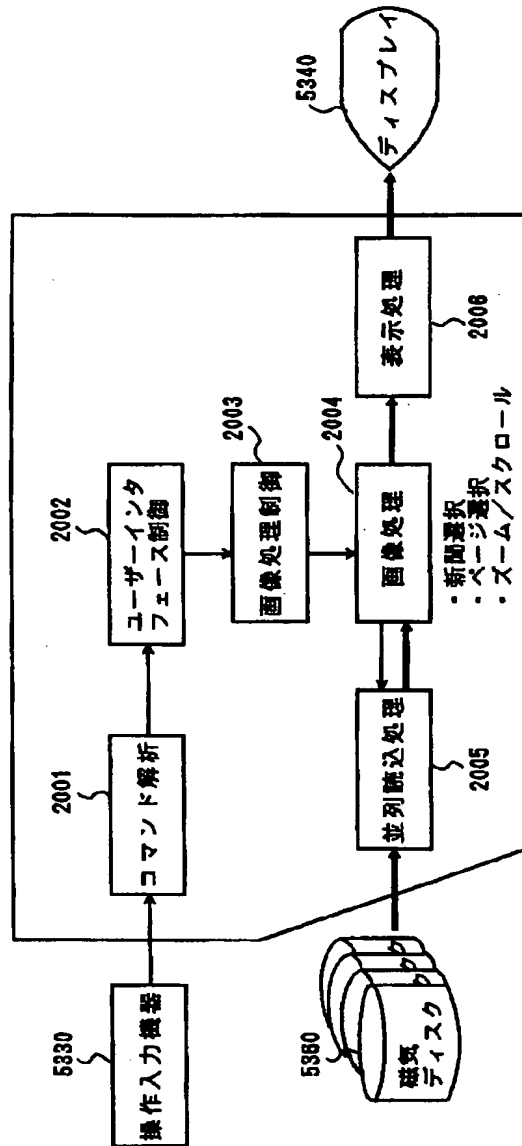 5330
操作入力機器
2001
コマンド解析
2002
ユーザーインタ
フェース制御
2003
画像処理制御
2004
画像処理
・新聞選択
・ページ選択
・ズーム／スクロール
5360
磁気
ディスク
ク
ク
ク
2005
並列読込処理
2006
表示処理
5340
ディスプレイ